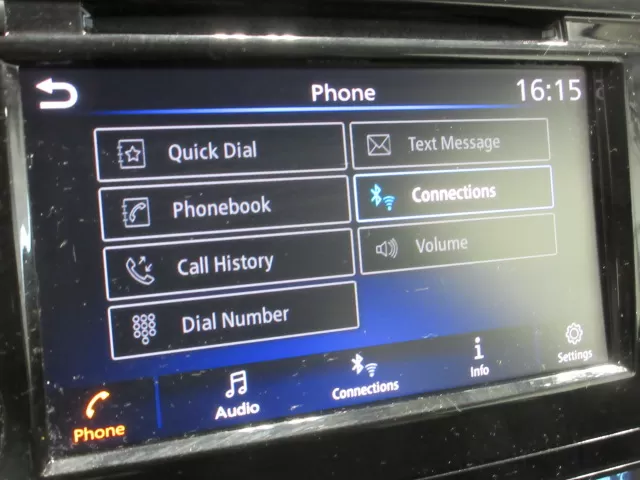 Phone
16:15
Quick Dial
Text Message
Phonebook
Connections
Call History
Volume
Dial Number
Phone
Audio
Connections
Info
Settings